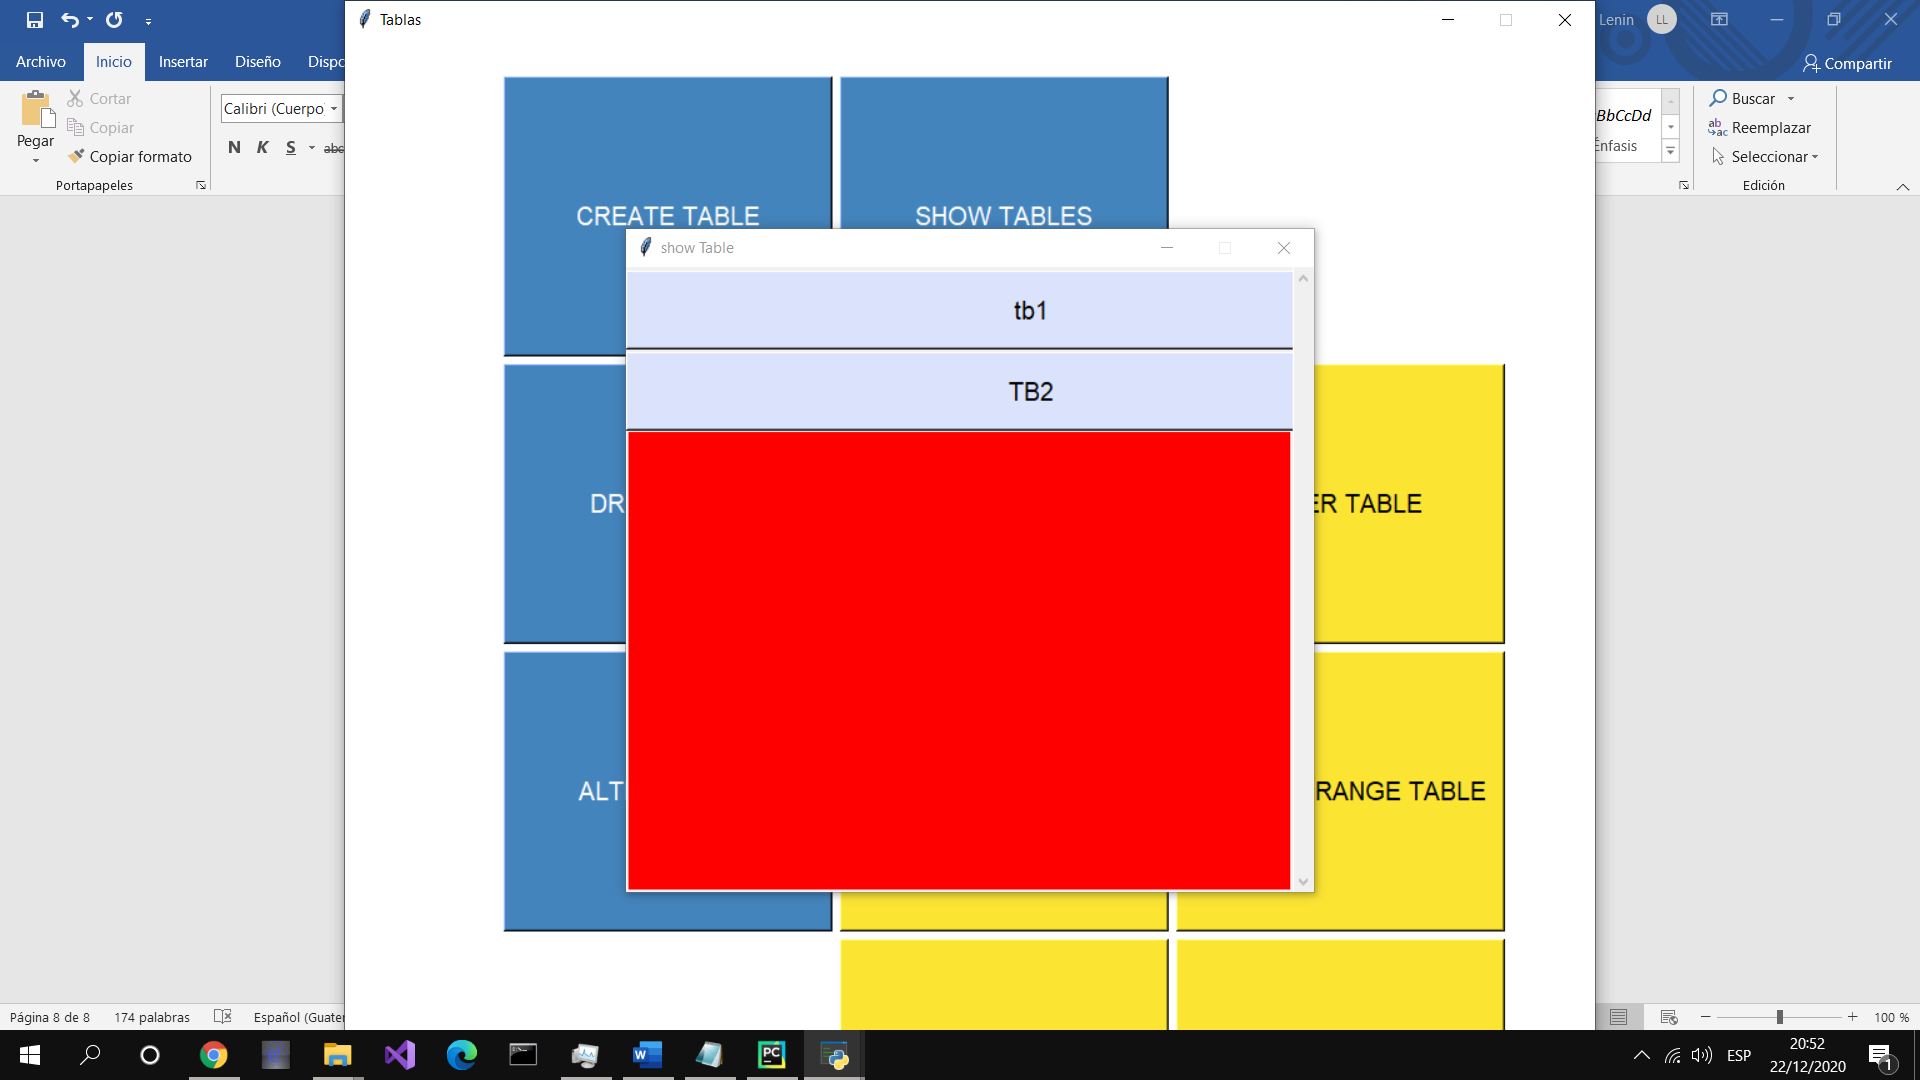 Tablas
Lenin
LL
Archivo
Inicio
Insertar
Diseño
Dispo
Compartir
Pegar
Cortar
Copiar
Copiar formato
Portapapeles
Calibri (Cuerpo
N K S abc
BbCcDd
Énfasis
Buscar
Reemplazar
Seleccionar
Edición
CREATE TABLE
SHOW TABLES
show Table
tb1
TB2
DR
ER TABLE
ALT
RANGE TABLE
Página 8 de 8
174 palabras
Español (Guater
100 %
ESP
20:52
22/12/2020
1